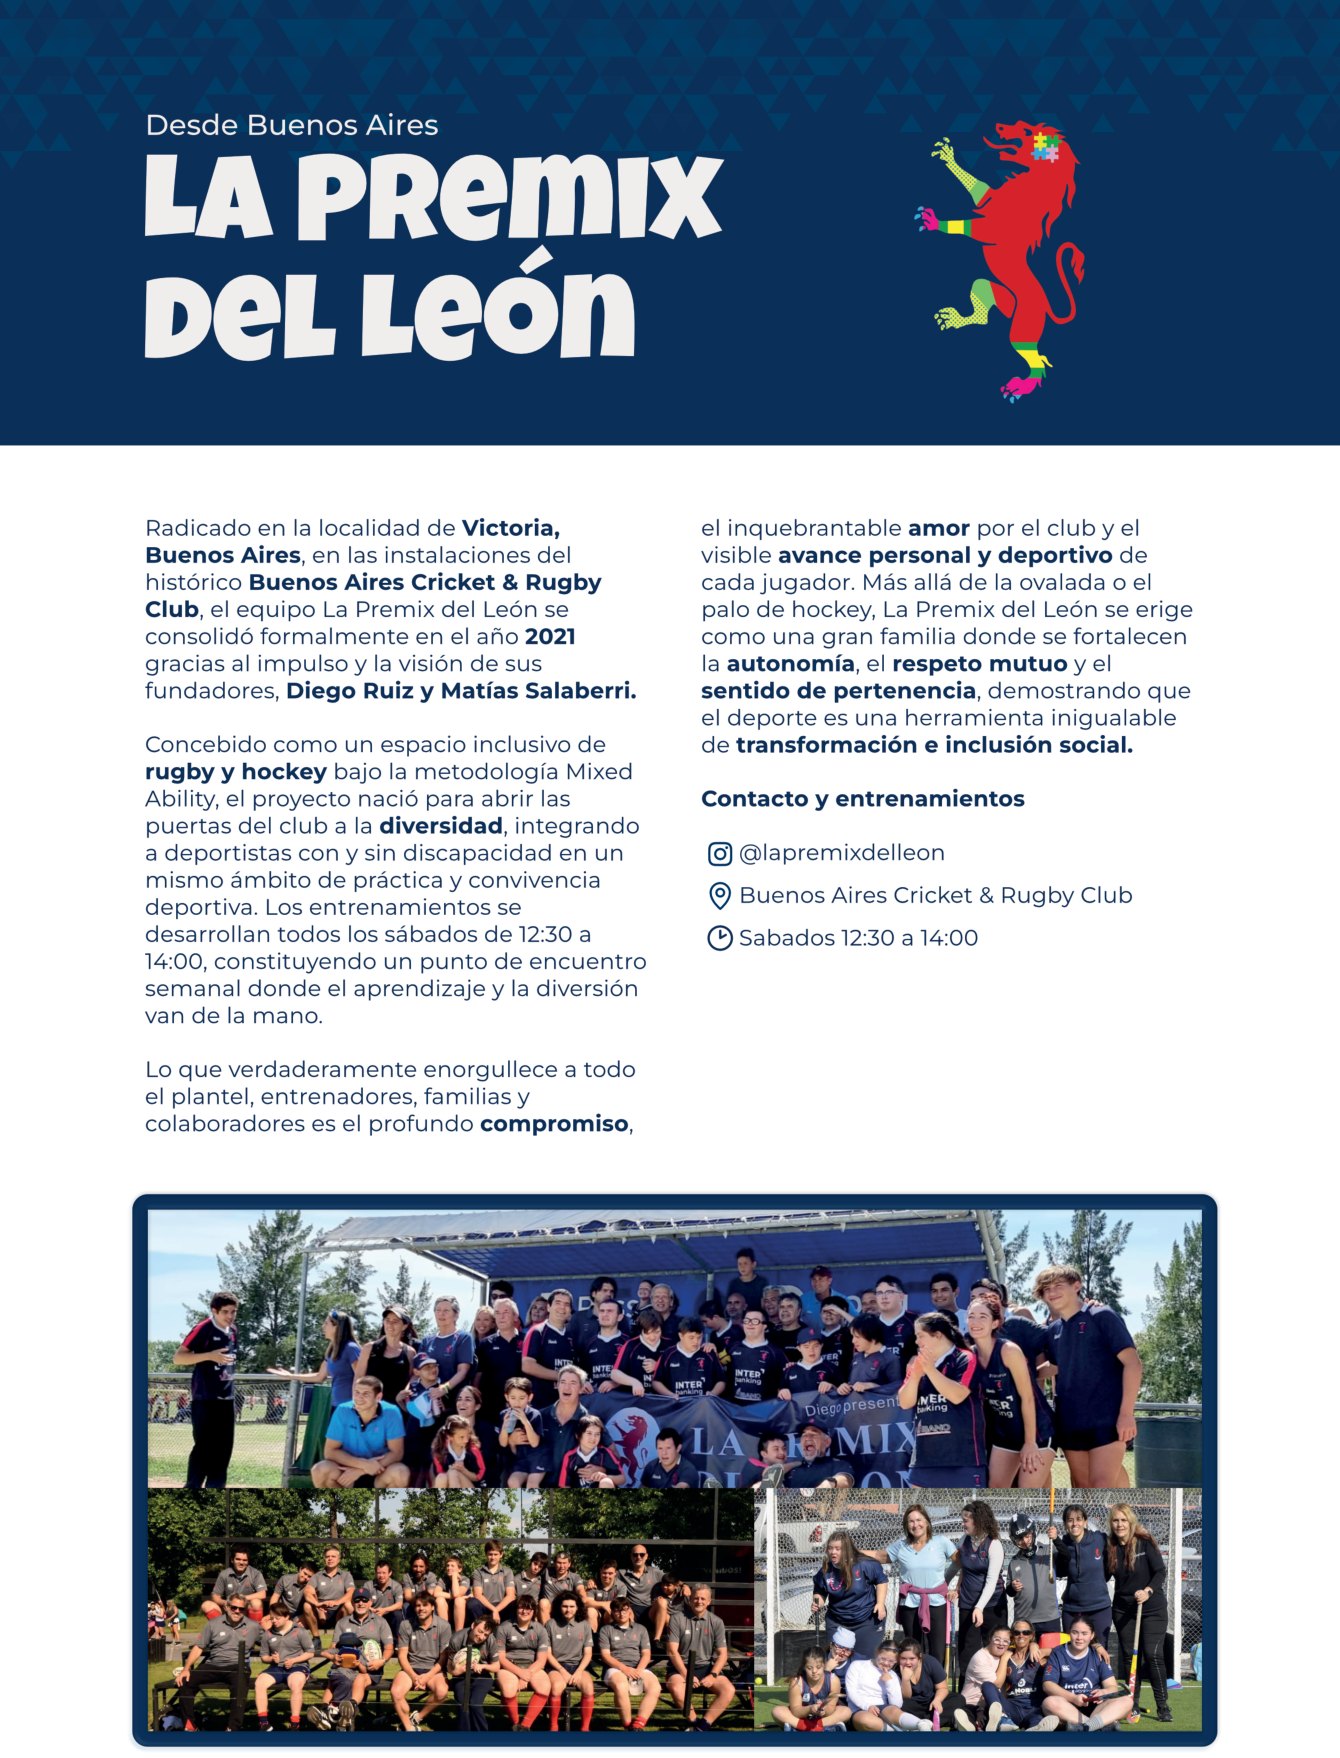 Desde Buenos Aires
LA PREMIX
DEL LEÓN
Radicado en la localidad de Victoria,
Buenos Aires, en las instalaciones del
histórico Buenos Aires Cricket & Rugby
Club, el equipo La Premix del León se
consolidó formalmente en el año 2021
gracias al impulso y la visión de sus
fundadores, Diego Ruiz y Matías Salaberri.
Concebido como un espacio inclusivo de
rugby y hockey bajo la metodología Mixed
Ability, el proyecto nació para abrir las
puertas del club a la diversidad, integrando
a deportistas con y sin discapacidad en un
mismo ámbito de práctica y convivencia
deportiva. Los entrenamientos se
desarrollan todos los sábados de 12:30 a
14:00, constituyendo un punto de encuentro
semanal donde el aprendizaje y la diversión
van de la mano.
Lo que verdaderamente enorgullece a todo
el plantel, entrenadores, familias y
colaboradores es el profundo compromiso,
el inquebrantable amor por el club y el
visible avance personal y deportivo de
cada jugador. Más allá de la ovalada o el
palo de hockey, La Premix del León se erige
como una gran familia donde se fortalecen
la autonomía, el respeto mutuo y el
sentido de pertenencia, demostrando que
el deporte es una herramienta inigualable
de transformación e inclusión social.
Contacto y entrenamientos
@lapremixdelleon
Buenos Aires Cricket & Rugby Club
Sabados 12:30 a 14:00
INTER
banking
Diego present
LA